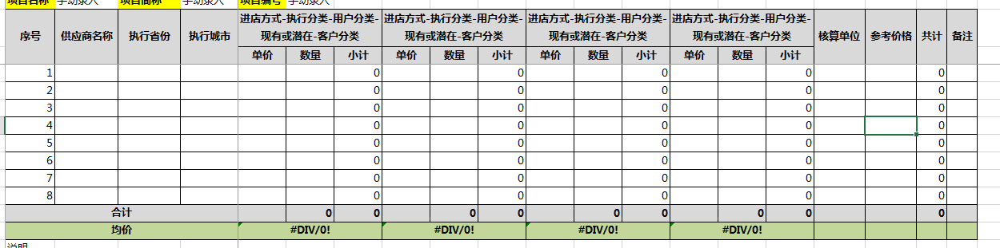 项目名称 手动录入 项目简称 手动录入 项目编号 手动录入
序号 供应商名称 执行省份 执行城市 进店方式-执行分类-用户分类- 进店方式-执行分类-用户分类- 进店方式-执行分类-用户分类- 进店方式-执行分类-用户分类- 核算单位 参考价格 共计 备注
现有或潜在-客户分类 现有或潜在-客户分类 现有或潜在-客户分类 现有或潜在-客户分类
单价 数量 小计 单价 数量 小计 单价 数量 小计 单价 数量 小计
1 0 0 0 0 0
2 0 0 0 0 0
3 0 0 0 0 0
4 0 0 0 0 0
5 0 0 0 0 0
6 0 0 0 0 0
7 0 0 0 0 0
8 0 0 0 0 0
合计 0 0 0 0 0 0 0 0 0
均价 #DIV/0! #DIV/0! #DIV/0! #DIV/0!
说明